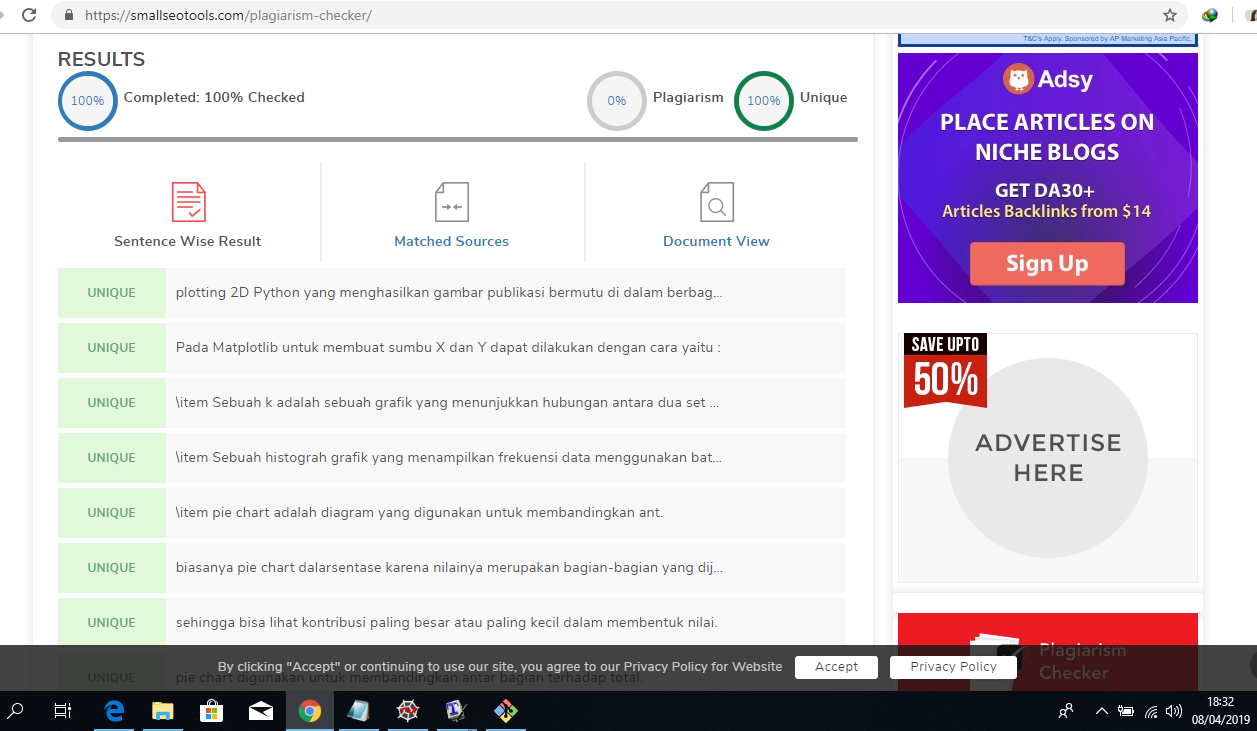 https://smallseotools.com/plagiarism-checker/
T&C's Apply. Sponsored by AP Marketing Asia Pacific.
RESULTS
100%
Completed: 100% Checked
0%
Plagiarism
100%
Unique
Sentence Wise Result
Matched Sources
Document View
UNIQUE
plotting 2D Python yang menghasilkan gambar publikasi bermutu di dalam berbag...
UNIQUE
Pada Matplotlib untuk membuat sumbu X dan Y dapat dilakukan dengan cara yaitu :
UNIQUE
\item Sebuah k adalah sebuah grafik yang menunjukkan hubungan antara dua set ...
UNIQUE
\item Sebuah histograh grafik yang menampilkan frekuensi data menggunakan bat...
UNIQUE
\item pie chart adalah diagram yang digunakan untuk membandingkan ant.
UNIQUE
biasanya pie chart dalarsentase karena nilainya merupakan bagian-bagian yang dij...
UNIQUE
sehingga bisa lihat kontribusi paling besar atau paling kecil dalam membentuk nilai.
UNIQUE
pie chart digunakan untuk membandingkan antar bagian terhadap total.
Adsy
PLACE ARTICLES ON
NICHE BLOGS
GET DA30+
Articles Backlinks from $14
Sign Up
SAVE UPTO
50%
ADVERTISE
HERE
Plagiarism
Checker
By clicking "Accept" or continuing to use our site, you agree to our Privacy Policy for Website
Accept
Privacy Policy
18:32
08/04/2019